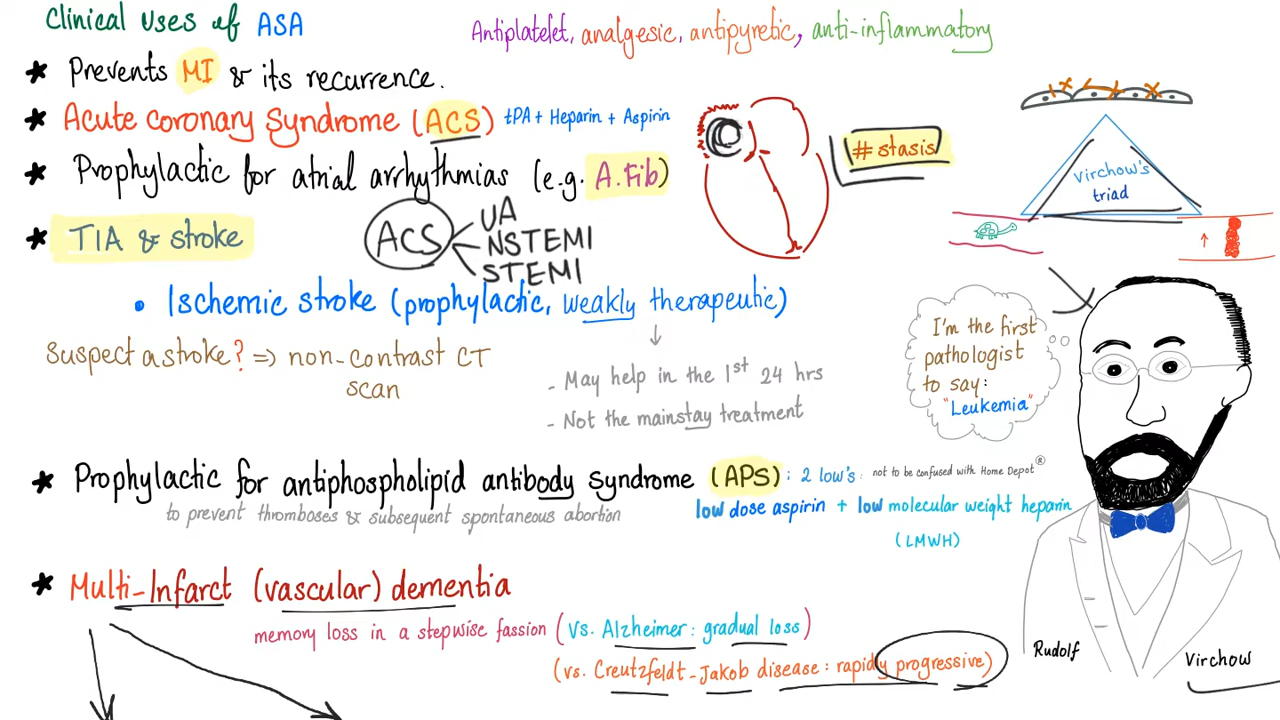 Clinical uses of ASA
Antiplatelet, analgesic, antipyretic, anti-inflammatory
* Prevents MI & its recurrence.
* Acute coronary Syndrome (ACS) tPA + Heparin + Aspirin
* Prophylactic for atrial arrhythmias (e.g. A.Fib)
# stasis
Virchow's
triad
* TIA & stroke
ACS
UA
NSTEMI
STEMI
• Ischemic stroke (prophylactic, weakly therapeutic)
Suspect a stroke? ⇒ non-contrast CT
scan
- May help in the 1st 24 hrs
- Not the mainstay treatment
I'm the first
pathologist
to say:
"Leukemia"
* Prophylactic for antiphospholipid antibody Syndrome (APS) ; 2 low's: not to be confused with Home Depot®
to prevent thromboses & subsequent spontaneous abortion
low dose aspirin + low molecular weight heparin
(LMWH)
* Multi-Infarct (vascular) dementia
memory loss in a stepwise fassion (Vs. Alzheimer: gradual loss)
(vs. Creutzfeldt-Jakob disease: rapidly progressive)
Rudolf
Virchow